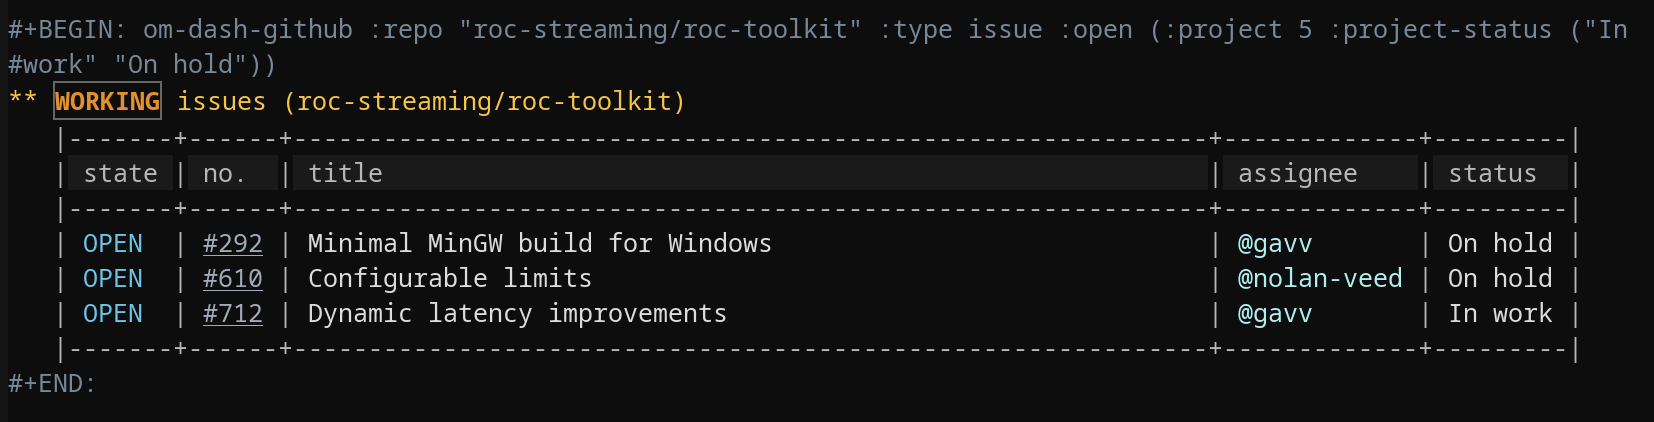 #+BEGIN: om-dash-github :repo "roc-streaming/roc-toolkit" :type issue :open (:project 5 :project-status ("In
#work" "On hold"))
** WORKING issues (roc-streaming/roc-toolkit)
|-------+------+-------------------------------------------------------------+-------------+---------|
| state | no. | title | assignee | status |
|-------+------+-------------------------------------------------------------+-------------+---------|
| OPEN | #292 | Minimal MinGW build for Windows | @gavv | On hold |
| OPEN | #610 | Configurable limits | @nolan-veed | On hold |
| OPEN | #712 | Dynamic latency improvements | @gavv | In work |
|-------+------+-------------------------------------------------------------+-------------+---------|
#+END: